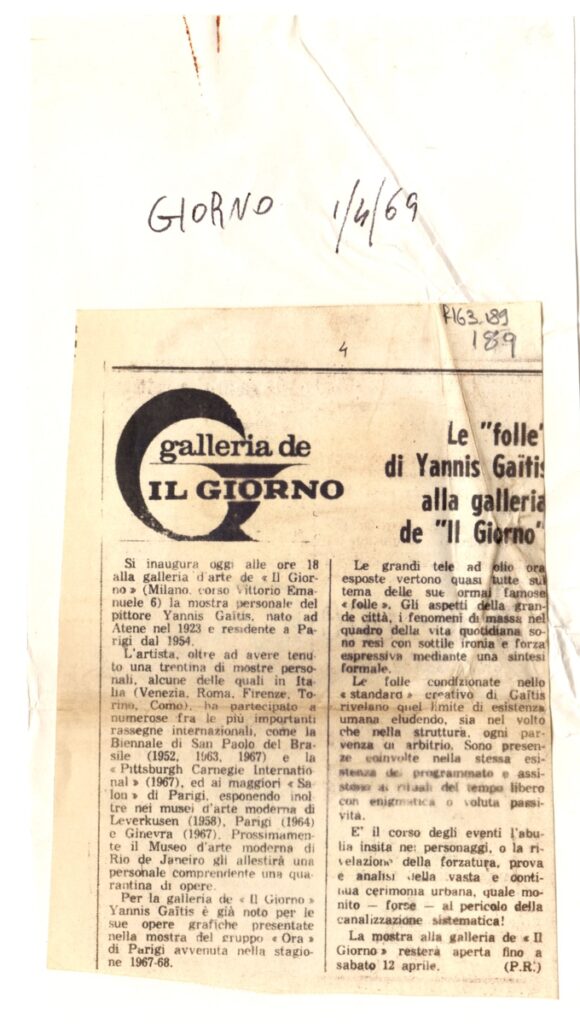 GIORNO 1/4/69
R163.189
189
4
galleria de
IL GIORNO
Le "folle"
di Yannis Gaïtis
alla galleria
de "Il Giorno"
Si inaugura oggi alle ore 18
alla galleria d'arte de « Il Gior-
no » (Milano, corso Vittorio Ema-
nuele 6) la mostra personale del
pittore Yannis Gaïtis, nato ad
Atene nel 1923 e residente a Pa-
rigi dal 1954.
L'artista, oltre ad avere tenu-
to una trentina di mostre perso-
nali, alcune delle quali in Ita-
lia (Venezia, Roma, Firenze, To-
rino, Como), ha partecipato a
numerose fra le più importanti
rassegne internazionali, come la
Biennale di San Paolo del Bra-
sile (1952, 1963, 1967) e la
« Pittsburgh Carnegie Internatio-
nal » (1967), ed ai maggiori « Sa-
lon » di Parigi, esponendo inol-
tre nei musei d'arte moderna di
Leverkusen (1958), Parigi (1964)
e Ginevra (1967). Prossimamen-
te il Museo d'arte moderna di
Rio de Janeiro gli allestirà una
personale comprendente una qua-
rantina di opere.
Per la galleria de « Il Giorno »
Yannis Gaïtis è già noto per le
sue opere grafiche presentate
nella mostra del gruppo « Ora »
di Parigi avvenuta nella stagio-
ne 1967-68.
Le grandi tele ad olio ora
esposte vertono quasi tutte sul
tema delle sue ormai famose
« folle ». Gli aspetti della gran-
de città, i fenomeni di massa nel
quadro della vita quotidiana so-
no resi con sottile ironia e forza
espressiva mediante una sintesi
formale.
Le folle condizionate nello
« standard » creativo di Gaïtis
rivelano quel limite di esistenza
umana eludendo, sia nel volto
che nella struttura, ogni par-
venza di arbitrio. Sono presen-
ze coinvolte nella stessa esi-
stenza del programmato e assi-
stono ai rituali del tempo libero
con enigmatica o voluta passi-
vità.
E' il corso degli eventi l'abu-
lia insita nei personaggi, o la ri-
velazione della forzatura, prova
e analisi della vasta e conti-
nua cerimonia urbana, quale mo-
nito — forse — al pericolo della
canalizzazione sistematica!
La mostra alla galleria de « Il
Giorno » resterà aperta fino a
sabato 12 aprile. (P.R.)